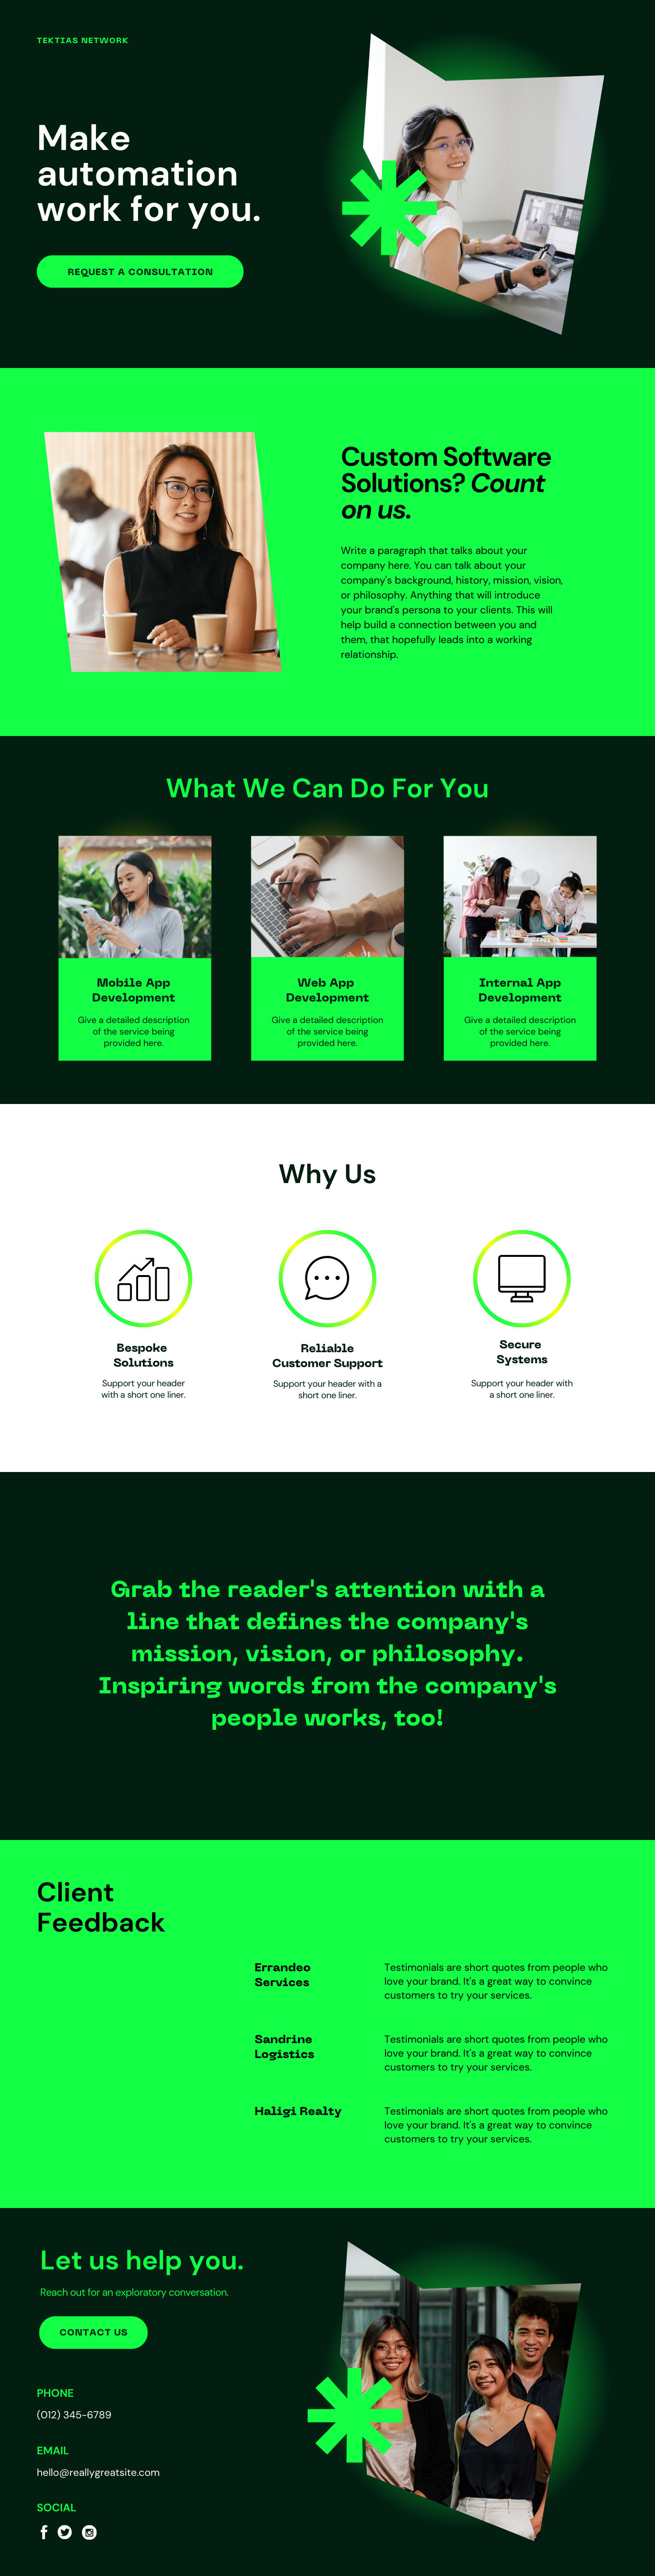 TEKTIAS NETWORK
Make
automation
work for you.
REQUEST A CONSULTATION
Custom Software
Solutions? Count
on us.
Write a paragraph that talks about your
company here. You can talk about your
company's background, history, mission, vision,
or philosophy. Anything that will introduce
your brand's persona to your clients. This will
help build a connection between you and
them, that hopefully leads into a working
relationship.
What We Can Do For You
Mobile App
Development
Give a detailed description
of the service being
provided here.
Web App
Development
Give a detailed description
of the service being
provided here.
Internal App
Development
Give a detailed description
of the service being
provided here.
Why Us
Bespoke
Solutions
Support your header
with a short one liner.
Reliable
Customer Support
Support your header with a
short one liner.
Secure
Systems
Support your header with
a short one liner.
Grab the reader's attention with a
line that defines the company's
mission, vision, or philosophy.
Inspiring words from the company's
people works, too!
Client
Feedback
Errandeo
Services
Testimonials are short quotes from people who
love your brand. It's a great way to convince
customers to try your services.
Sandrine
Logistics
Testimonials are short quotes from people who
love your brand. It's a great way to convince
customers to try your services.
Haligi Realty
Testimonials are short quotes from people who
love your brand. It's a great way to convince
customers to try your services.
Let us help you.
Reach out for an exploratory conversation.
CONTACT US
PHONE
(012) 345-6789
EMAIL
hello@reallygreatsite.com
SOCIAL